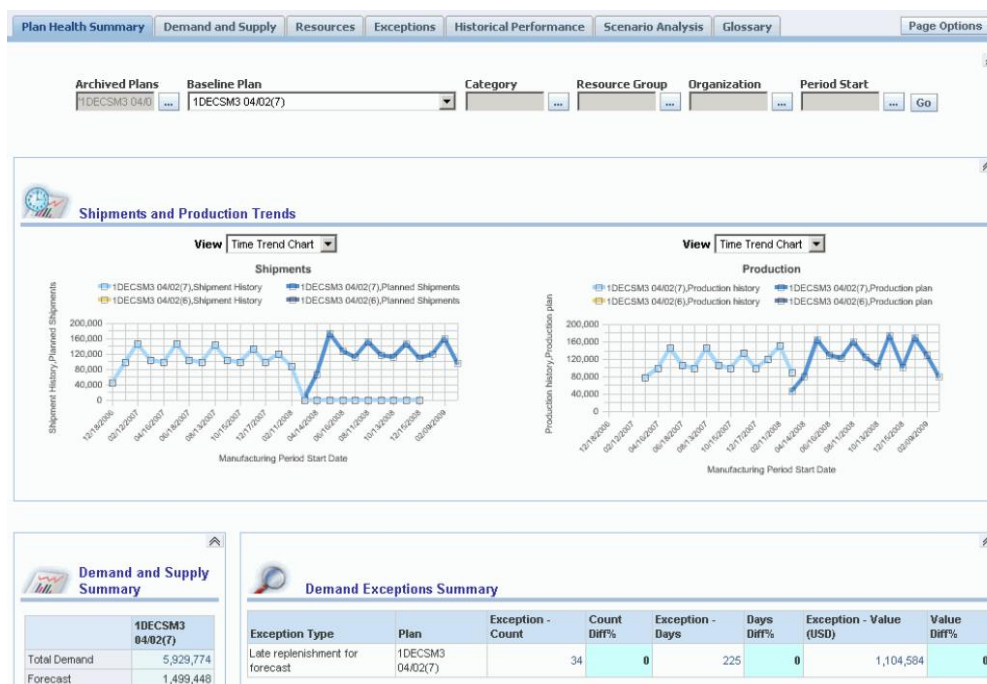 Plan Health Summary Demand and Supply Resources Exceptions Historical Performance Scenario Analysis Glossary Page Options
Archived Plans Baseline Plan Category Resource Group Organization Period Start
1DECSM3 04/0 ... 1DECSM3 04/02(7) ... ... ... ... Go
Shipments and Production Trends
View Time Trend Chart
Shipments
1DECSM3 04/02(7),Shipment History 1DECSM3 04/02(7),Planned Shipments
1DECSM3 04/02(6),Shipment History 1DECSM3 04/02(6),Planned Shipments
Shipment History,Planned Shipments
200,000
160,000
120,000
80,000
40,000
0
12/18/2006 02/12/2007 04/16/2007 06/18/2007 08/13/2007 10/15/2007 12/17/2007 02/11/2008 04/14/2008 06/16/2008 08/11/2008 10/13/2008 12/15/2008 02/09/2009
Manufacturing Period Start Date
View Time Trend Chart
Production
1DECSM3 04/02(7),Production history 1DECSM3 04/02(7),Production plan
1DECSM3 04/02(6),Production history 1DECSM3 04/02(6),Production plan
Production history,Production plan
200,000
160,000
120,000
80,000
40,000
0
12/18/2006 02/12/2007 04/16/2007 06/18/2007 08/13/2007 10/15/2007 12/17/2007 02/11/2008 04/14/2008 06/16/2008 08/11/2008 10/13/2008 12/15/2008 02/09/2009
Manufacturing Period Start Date
Demand and Supply
Summary
1DECSM3
04/02(7)
Total Demand 5,929,774
Forecast 1,499,448
Demand Exceptions Summary
Exception Type Plan Exception - Count Count Diff% Exception - Days Days Diff% Exception - Value (USD) Value Diff%
Late replenishment for forecast 1DECSM3 04/02(7) 34 0 225 0 1,104,584 0